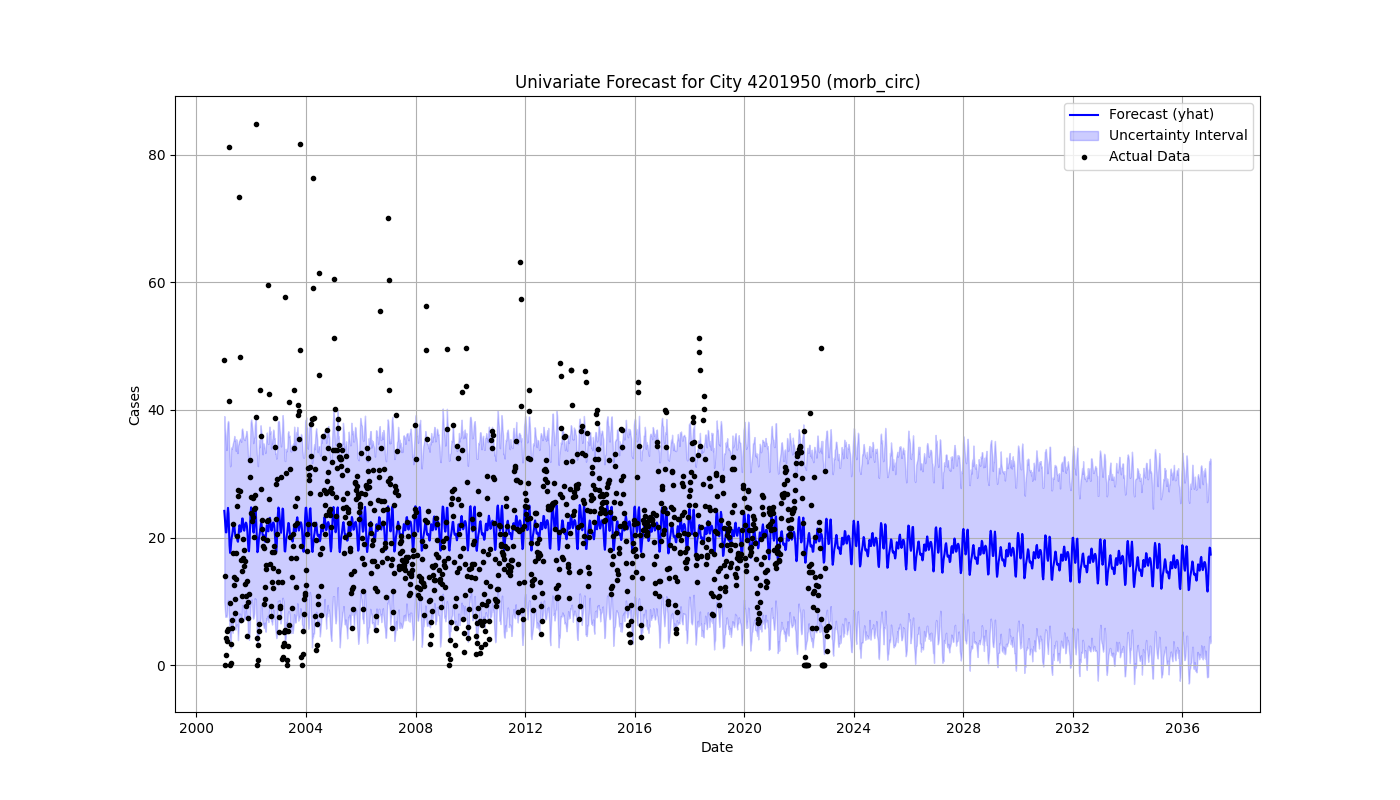 Univariate Forecast for City 4201950 (morb_circ)
Forecast (yhat)
Uncertainty Interval
Actual Data
80
60
40
20
0
Cases
2000 2004 2008 2012 2016 2020 2024 2028 2032 2036
Date